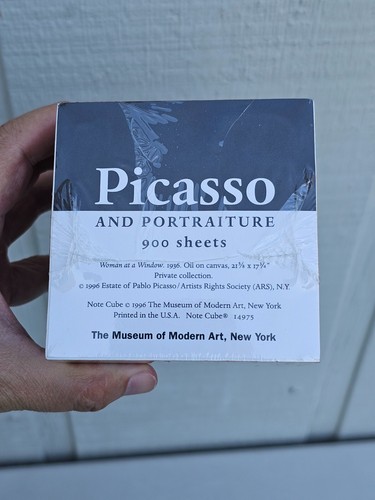 Picasso
AND PORTRAITURE
900 sheets
Woman at a Window. 1936. Oil on canvas, 21⅝ x 17¾"
Private collection.
© 1996 Estate of Pablo Picasso/Artists Rights Society (ARS), N.Y.
Note Cube © 1996 The Museum of Modern Art, New York
Printed in the U.S.A. Note Cube® 14975
The Museum of Modern Art, New York